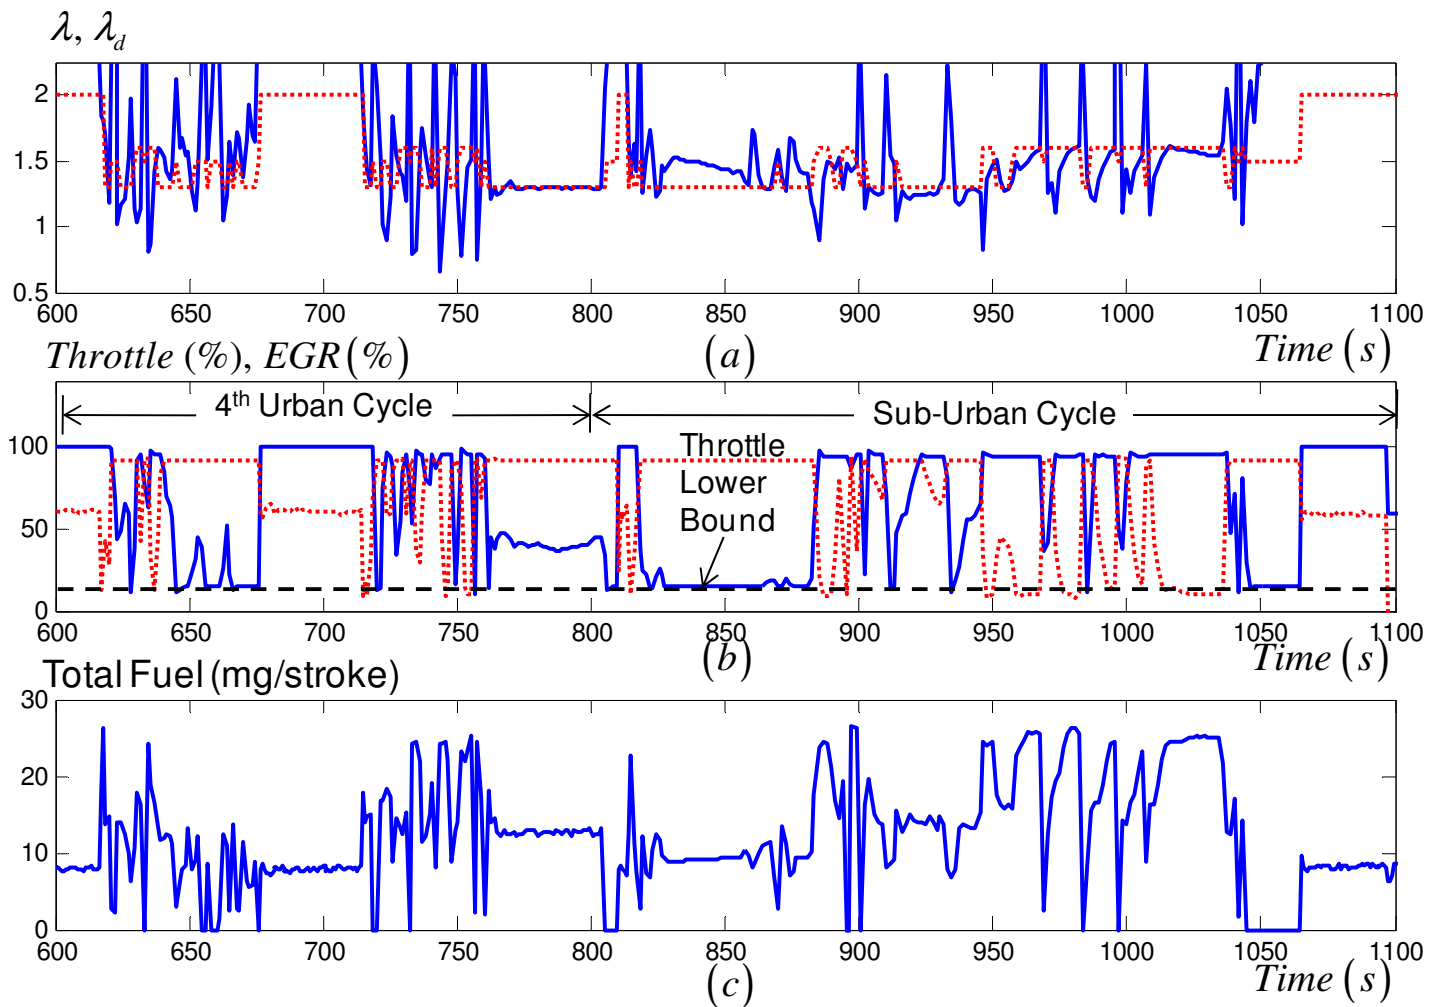 λ, λd
2
1.5
1
0.5
600 650 700 750 800 850 900 950 1000 1050 1100
Throttle (%), EGR (%) (a) Time (s)
4th Urban Cycle
Sub-Urban Cycle
Throttle
Lower
Bound
100
50
0
600 650 700 750 800 850 900 950 1000 1050 1100
(b) Time (s)
Total Fuel (mg/stroke)
30
20
10
0
600 650 700 750 800 850 900 950 1000 1050 1100
(c) Time (s)